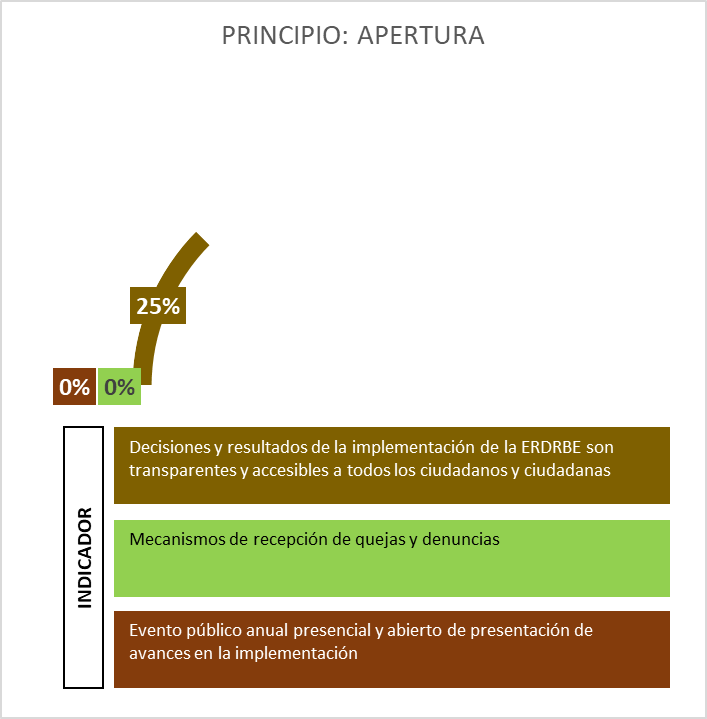 PRINCIPIO: APERTURA
25%
0%
0%
INDICADOR
Decisiones y resultados de la implementación de la ERDRBE son
transparentes y accesibles a todos los ciudadanos y ciudadanas
Mecanismos de recepción de quejas y denuncias
Evento público anual presencial y abierto de presentación de
avances en la implementación